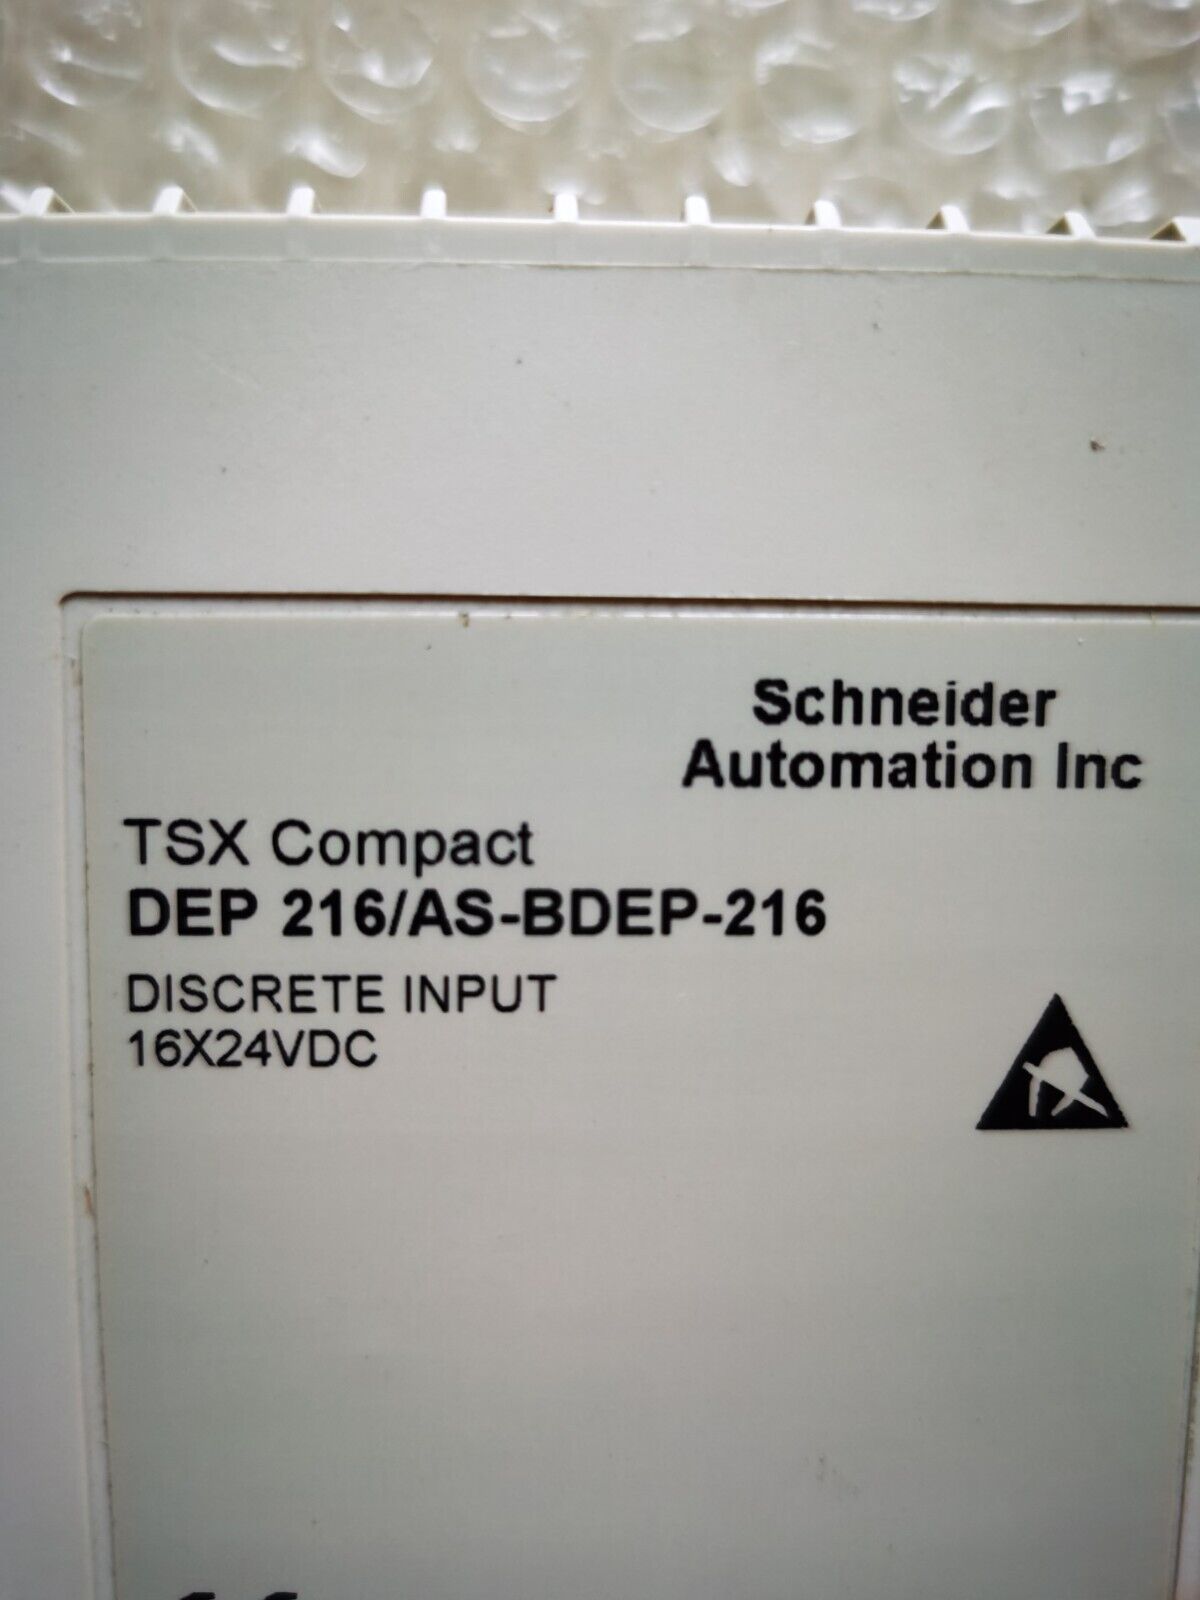 Schneider
Automation Inc
TSX Compact
DEP 216/AS-BDEP-216
DISCRETE INPUT
16X24VDC